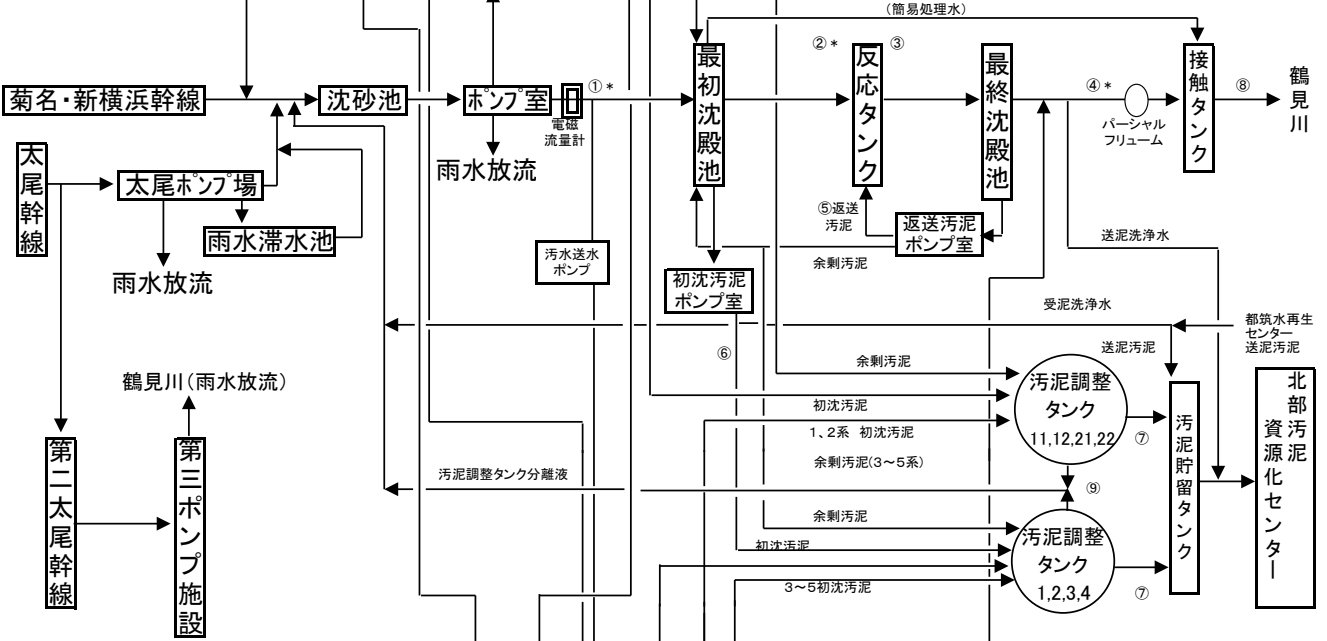 (簡易処理水)
菊名・新横浜幹線
沈砂池
ポンプ室
電磁
流量計
①*
最初沈殿池
②*
反応タンク
③
最終沈殿池
④*
パーシャル
フリューム
接触タンク
⑧
鶴見川
雨水放流
太尾幹線
太尾ポンプ場
雨水滞水池
雨水放流
汚水送水
ポンプ
⑤返送
汚泥
返送汚泥
ポンプ室
余剰汚泥
初沈汚泥
ポンプ室
送泥洗浄水
受泥洗浄水
都筑水再生
センター
送泥汚泥
送泥汚泥
⑥
鶴見川(雨水放流)
余剰汚泥
初沈汚泥
1、2系 初沈汚泥
余剰汚泥(3~5系)
汚泥調整
タンク
11,12,21,22
⑦
汚泥貯留タンク
北部汚泥
資源化センター
第二太尾幹線
第三ポンプ施設
汚泥調整タンク分離液
⑨
余剰汚泥
初沈汚泥
3~5初沈汚泥
汚泥調整
タンク
1,2,3,4
⑦